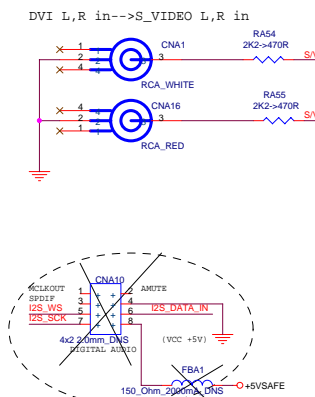 DVI L,R in-->S_VIDEO L,R in
RA54
2K2->470R
CNA1
1
2
4
3
S/
RCA_WHITE
RA55
2K2->470R
CNA16
4
2
1
3
S/
RCA_RED
CNA10
MCLKOUT
1
2
AMUTE
SPDIF
3
4
I2S_WS
5
6
I2S_DATA_IN
I2S_SCK
7
8
4x2 2.0mm_DNS
(VCC +5V)
DIGITAL AUDIO
FBA1
+5VSAFE
150_Ohm_2000mA_DNS